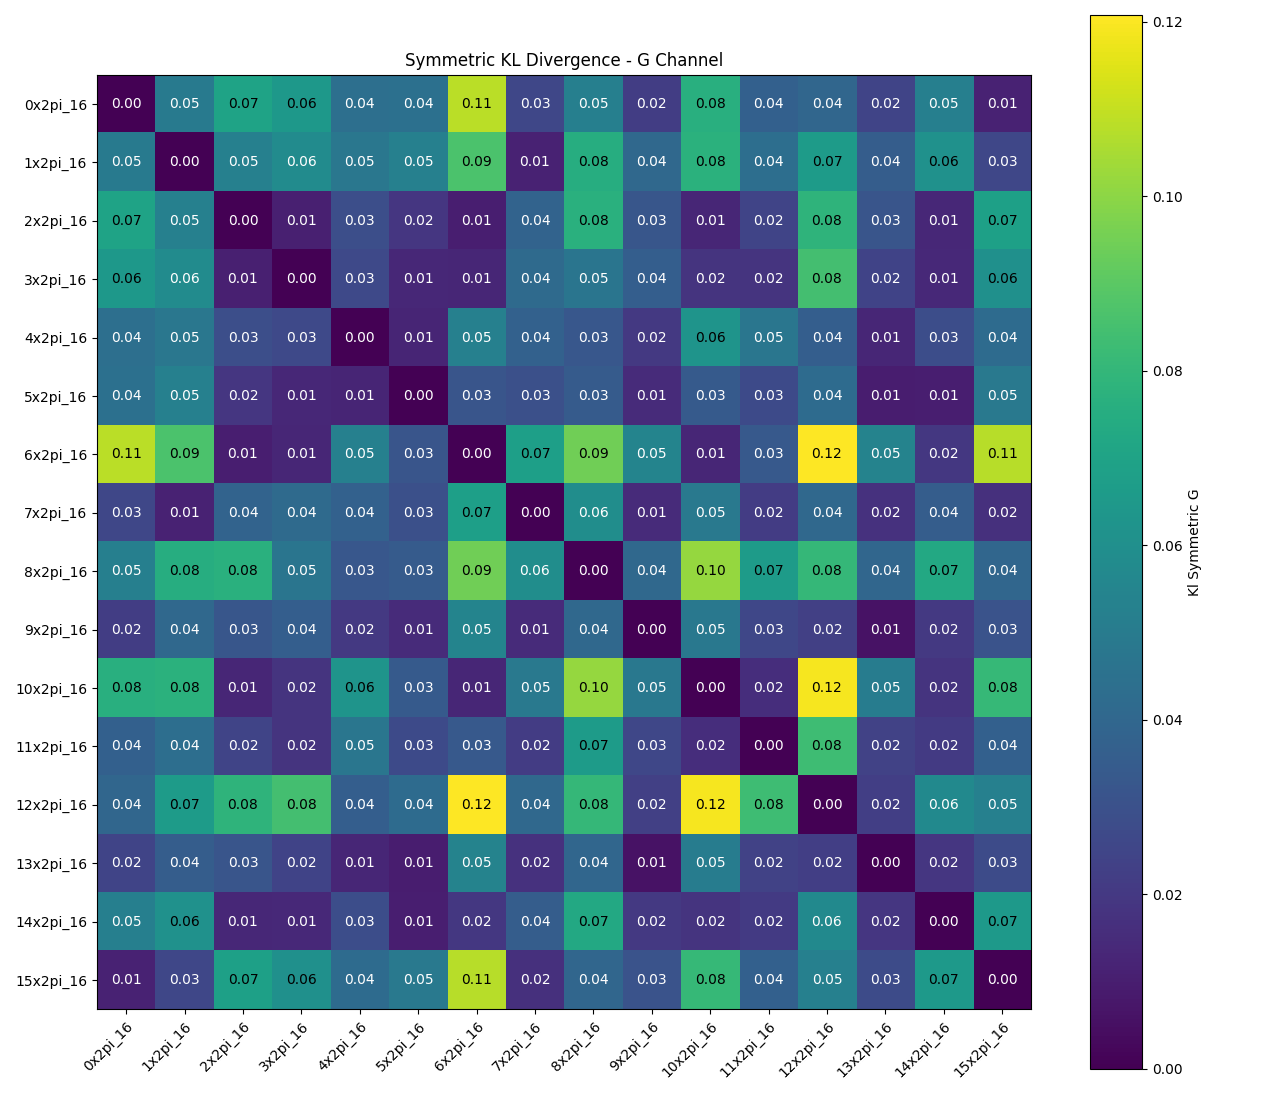 Symmetric KL Divergence - G Channel
0x2pi_16 0.00 0.05 0.07 0.06 0.04 0.04 0.11 0.03 0.05 0.02 0.08 0.04 0.04 0.02 0.05 0.01
1x2pi_16 0.05 0.00 0.05 0.06 0.05 0.05 0.09 0.01 0.08 0.04 0.08 0.04 0.07 0.04 0.06 0.03
2x2pi_16 0.07 0.05 0.00 0.01 0.03 0.02 0.01 0.04 0.08 0.03 0.01 0.02 0.08 0.03 0.01 0.07
3x2pi_16 0.06 0.06 0.01 0.00 0.03 0.01 0.01 0.04 0.05 0.04 0.02 0.02 0.08 0.02 0.01 0.06
4x2pi_16 0.04 0.05 0.03 0.03 0.00 0.01 0.05 0.04 0.03 0.02 0.06 0.05 0.04 0.01 0.03 0.04
5x2pi_16 0.04 0.05 0.02 0.01 0.01 0.00 0.03 0.03 0.03 0.01 0.03 0.03 0.04 0.01 0.01 0.05
6x2pi_16 0.11 0.09 0.01 0.01 0.05 0.03 0.00 0.07 0.09 0.05 0.01 0.03 0.12 0.05 0.02 0.11
7x2pi_16 0.03 0.01 0.04 0.04 0.04 0.03 0.07 0.00 0.06 0.01 0.05 0.02 0.04 0.02 0.04 0.02
8x2pi_16 0.05 0.08 0.08 0.05 0.03 0.03 0.09 0.06 0.00 0.04 0.10 0.07 0.08 0.04 0.07 0.04
9x2pi_16 0.02 0.04 0.03 0.04 0.02 0.01 0.05 0.01 0.04 0.00 0.05 0.03 0.02 0.01 0.02 0.03
10x2pi_16 0.08 0.08 0.01 0.02 0.06 0.03 0.01 0.05 0.10 0.05 0.00 0.02 0.12 0.05 0.02 0.08
11x2pi_16 0.04 0.04 0.02 0.02 0.05 0.03 0.03 0.02 0.07 0.03 0.02 0.00 0.08 0.02 0.02 0.04
12x2pi_16 0.04 0.07 0.08 0.08 0.04 0.04 0.12 0.04 0.08 0.02 0.12 0.08 0.00 0.02 0.06 0.05
13x2pi_16 0.02 0.04 0.03 0.02 0.01 0.01 0.05 0.02 0.04 0.01 0.05 0.02 0.02 0.00 0.02 0.03
14x2pi_16 0.05 0.06 0.01 0.01 0.03 0.01 0.02 0.04 0.07 0.02 0.02 0.02 0.06 0.02 0.00 0.07
15x2pi_16 0.01 0.03 0.07 0.06 0.04 0.05 0.11 0.02 0.04 0.03 0.08 0.04 0.05 0.03 0.07 0.00
0x2pi_16 1x2pi_16 2x2pi_16 3x2pi_16 4x2pi_16 5x2pi_16 6x2pi_16 7x2pi_16 8x2pi_16 9x2pi_16 10x2pi_16 11x2pi_16 12x2pi_16 13x2pi_16 14x2pi_16 15x2pi_16
0.12
0.10
0.08
0.06
0.04
0.02
0.00
Kl Symmetric G